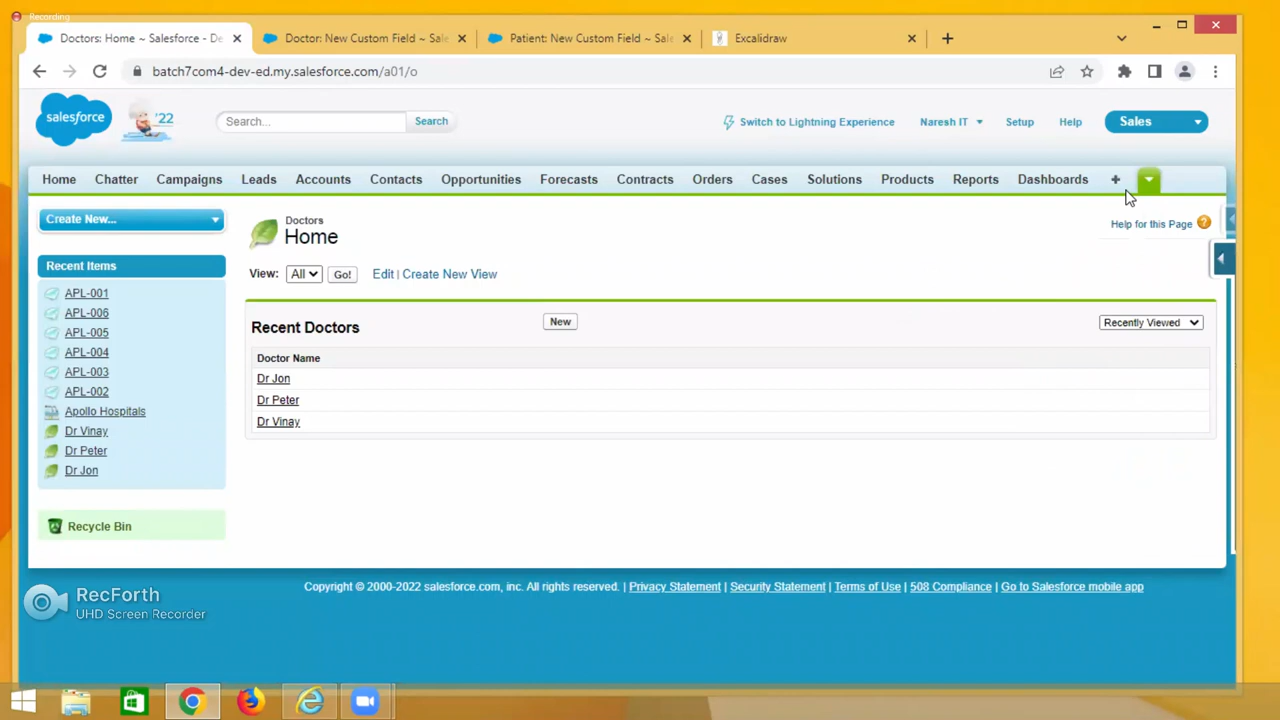 Recording
Doctors: Home ~ Salesforce - De
Doctor: New Custom Field ~ Sale
Patient: New Custom Field ~ Sale
Excalidraw
batch7com4-dev-ed.my.salesforce.com/a01/o
salesforce
'22
Search...
Search
Switch to Lightning Experience
Naresh IT
Setup
Help
Sales
Home
Chatter
Campaigns
Leads
Accounts
Contacts
Opportunities
Forecasts
Contracts
Orders
Cases
Solutions
Products
Reports
Dashboards
+
Create New...
Doctors
Home
Help for this Page
View: All Go! Edit | Create New View
Recent Items
APL-001
APL-006
APL-005
APL-004
APL-003
APL-002
Apollo Hospitals
Dr Vinay
Dr Peter
Dr Jon
Recycle Bin
Recent Doctors
New
Recently Viewed
Doctor Name
Dr Jon
Dr Peter
Dr Vinay
Copyright © 2000-2022 salesforce.com, inc. All rights reserved. | Privacy Statement | Security Statement | Terms of Use | 508 Compliance | Go to Salesforce mobile app
RecForth
UHD Screen Recorder